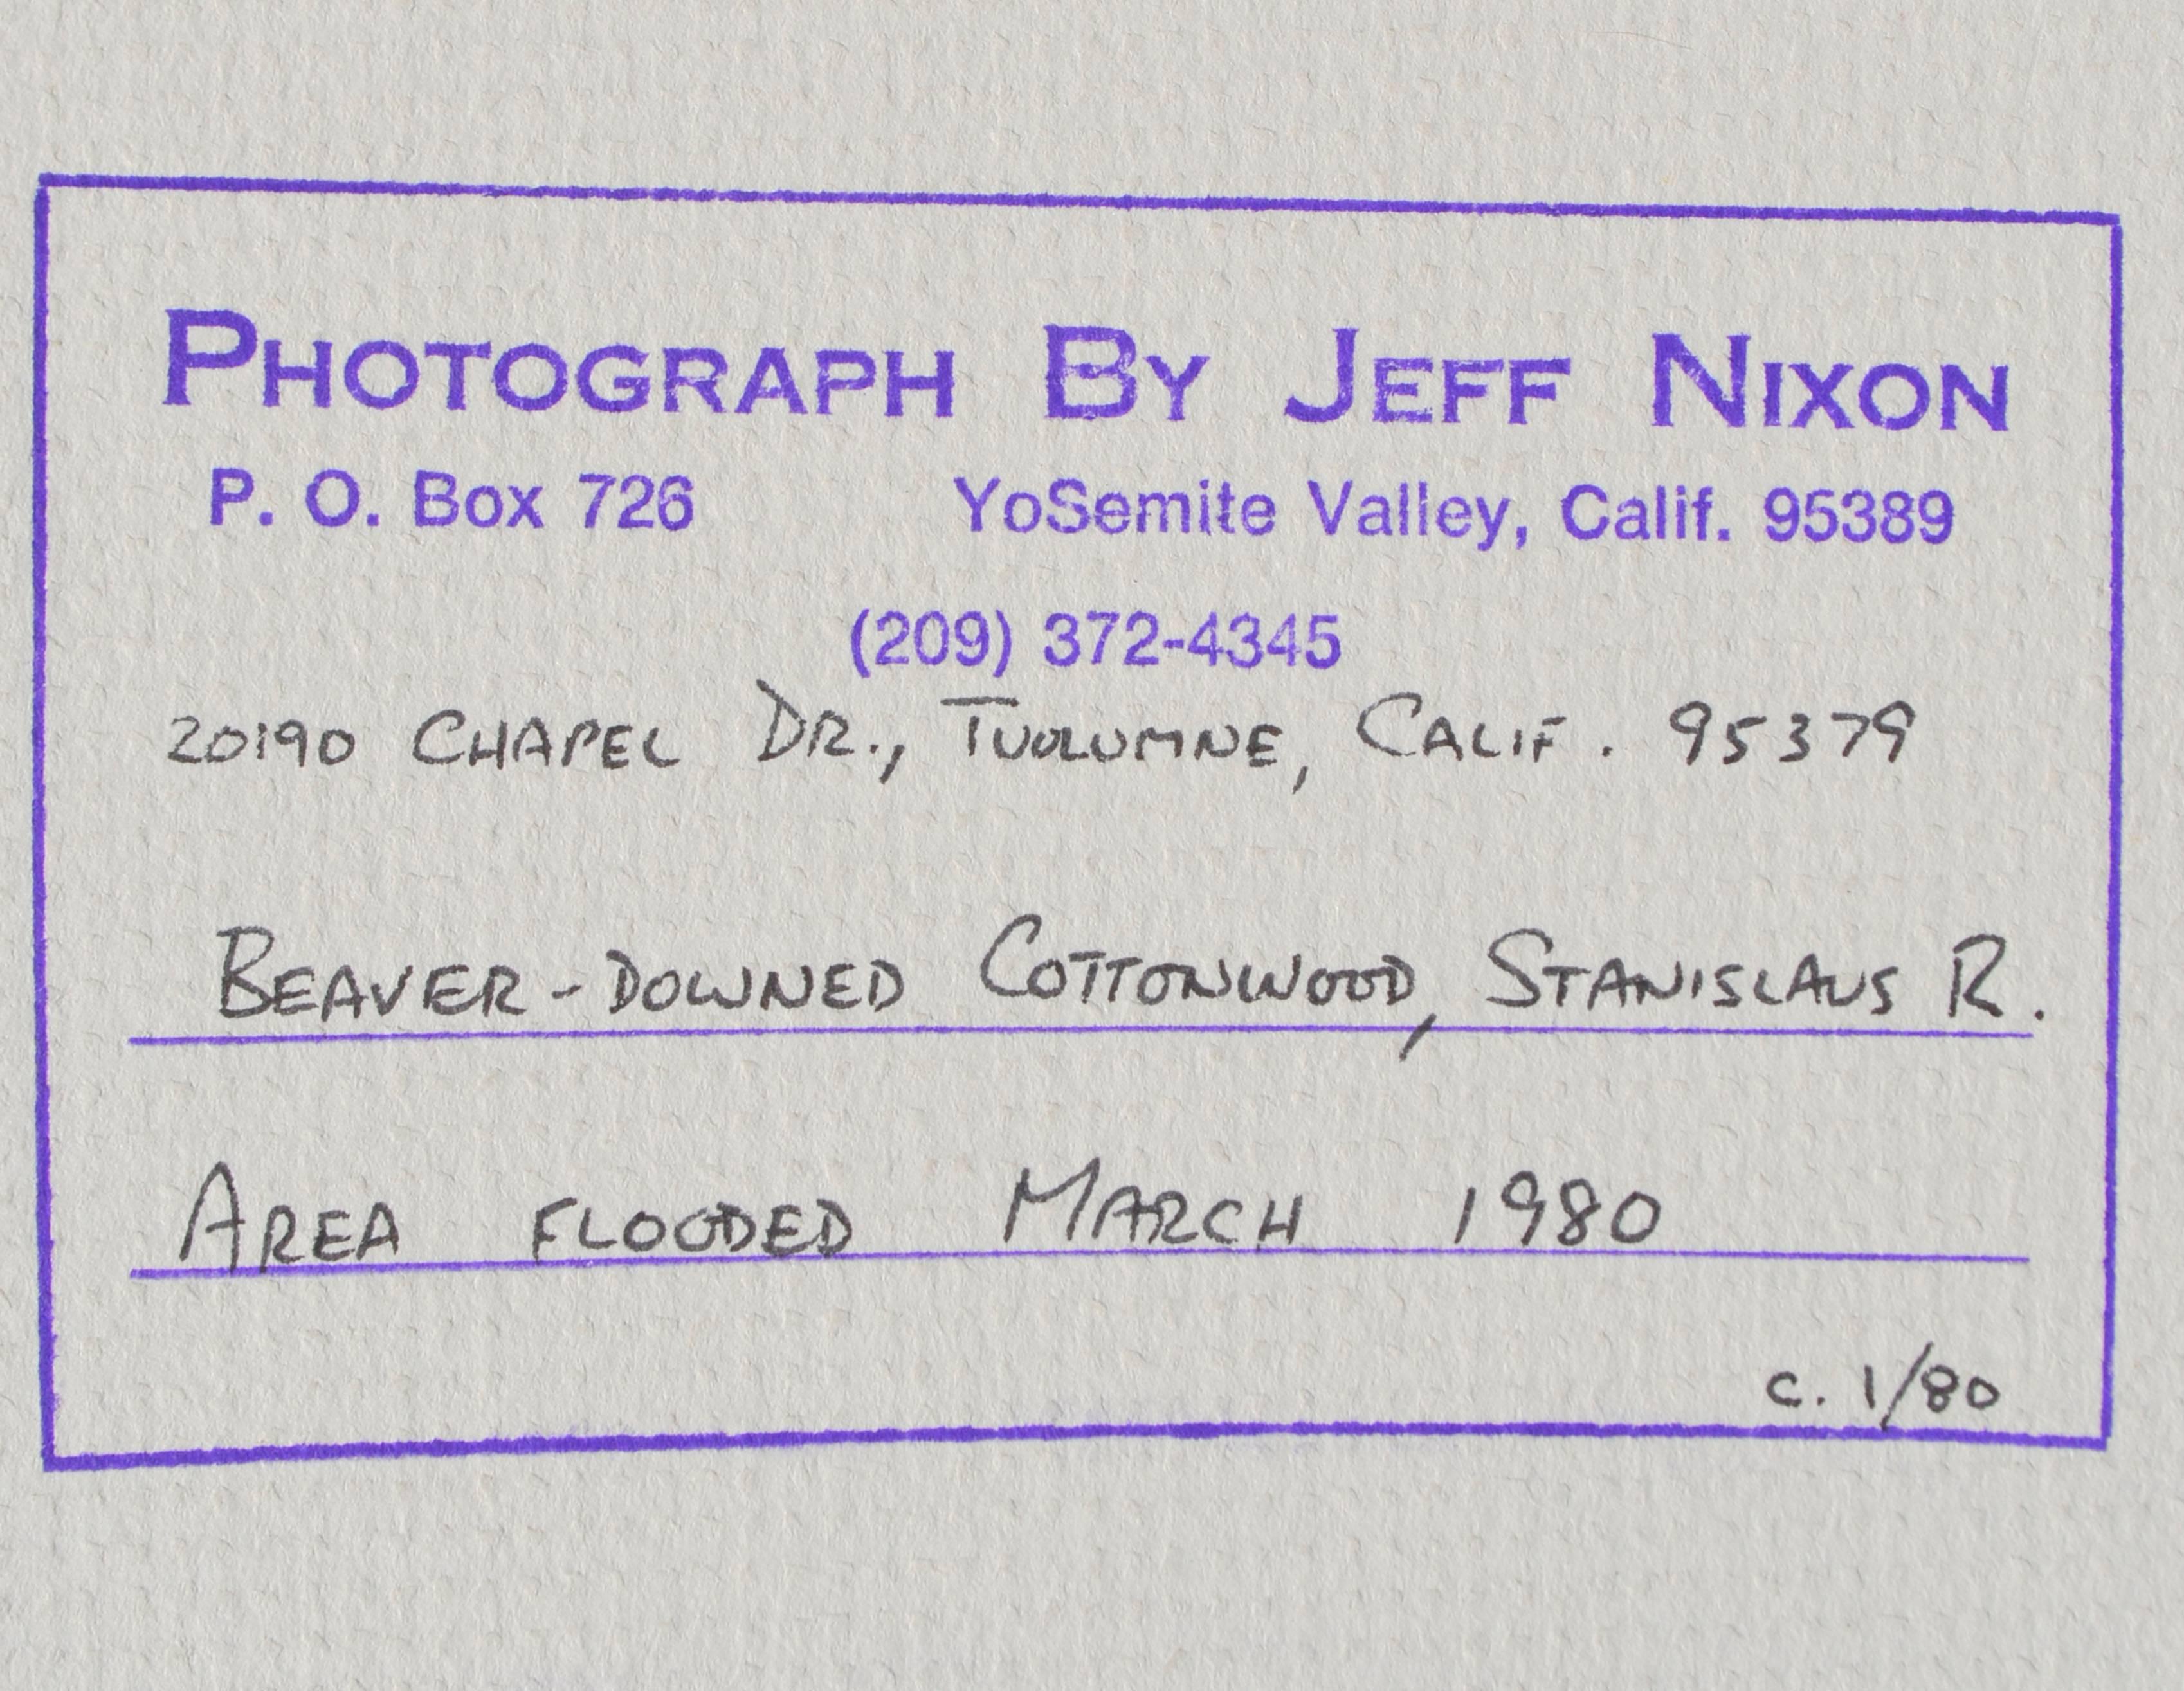 PHOTOGRAPH BY JEFF NIXON
P. O. Box 726 YoSemite Valley, Calif. 95389
(209) 372-4345
20190 CHAPEL DR., TUOLUMNE, CALIF. 95379
BEAVER-DOWNED COTTONWOOD, STANISLAUS R.
AREA FLOODED MARCH 1980
c. 1/80